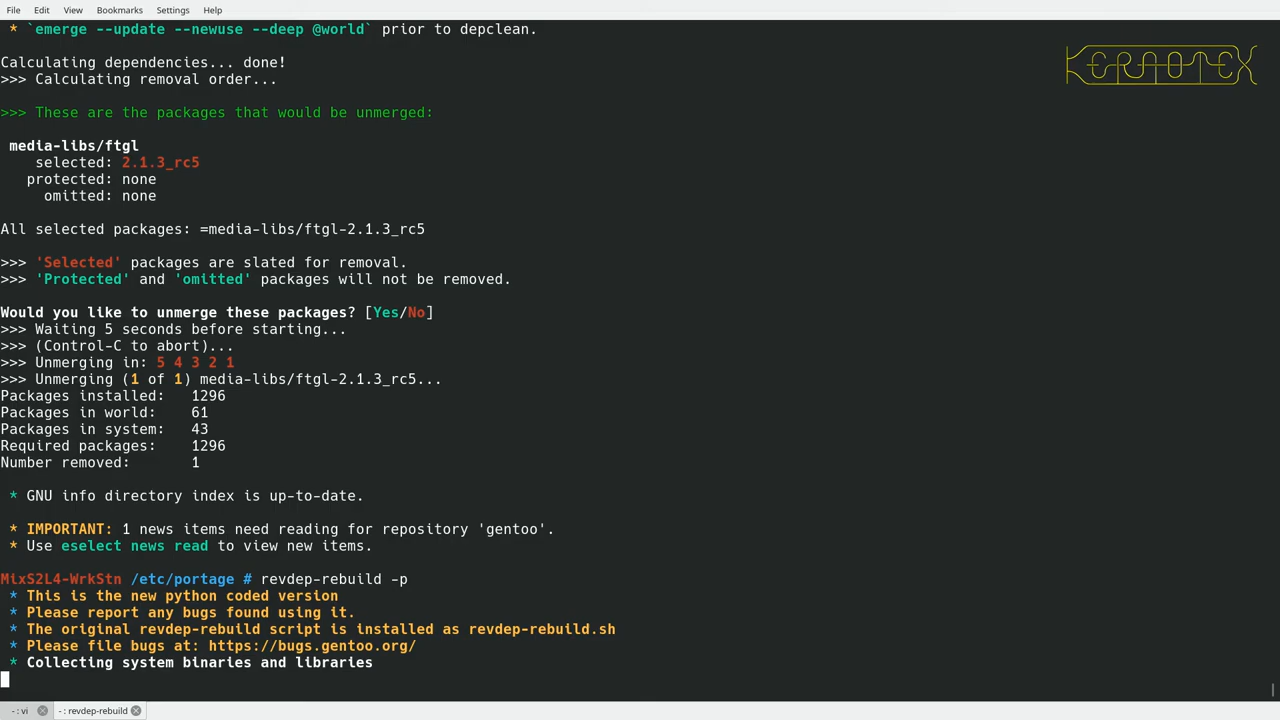 File Edit View Bookmarks Settings Help
* `emerge --update --newuse --deep @world` prior to depclean.
KERAOTEX
Calculating dependencies... done!
>>> Calculating removal order...
>>> These are the packages that would be unmerged:
media-libs/ftgl
selected: 2.1.3_rc5
protected: none
omitted: none
All selected packages: =media-libs/ftgl-2.1.3_rc5
>>> 'Selected' packages are slated for removal.
>>> 'Protected' and 'omitted' packages will not be removed.
Would you like to unmerge these packages? [Yes/No]
>>> Waiting 5 seconds before starting...
>>> (Control-C to abort)...
>>> Unmerging in: 5 4 3 2 1
>>> Unmerging (1 of 1) media-libs/ftgl-2.1.3_rc5...
Packages installed: 1296
Packages in world: 61
Packages in system: 43
Required packages: 1296
Number removed: 1
* GNU info directory index is up-to-date.
* IMPORTANT: 1 news items need reading for repository 'gentoo'.
* Use eselect news read to view new items.
MixS2L4-WrkStn /etc/portage # revdep-rebuild -p
* This is the new python coded version
* Please report any bugs found using it.
* The original revdep-rebuild script is installed as revdep-rebuild.sh
* Please file bugs at: https://bugs.gentoo.org/
* Collecting system binaries and libraries
- : vi - : revdep-rebuild